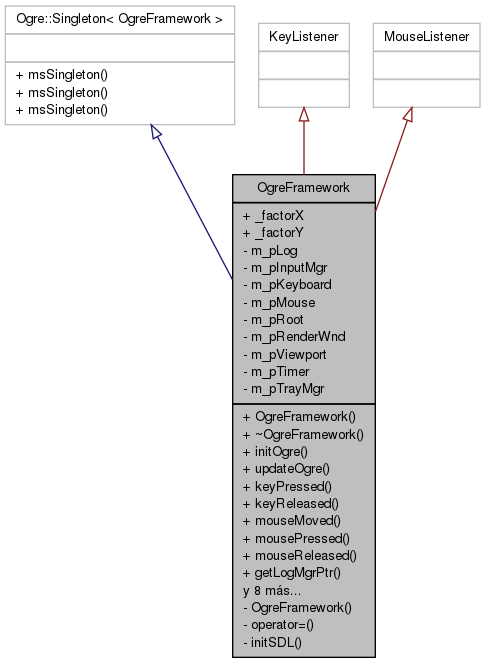 Ogre::Singleton< OgreFramework >
+ msSingleton()
+ msSingleton()
+ msSingleton()
KeyListener
MouseListener
OgreFramework
+ _factorX
+ _factorY
- m_pLog
- m_pInputMgr
- m_pKeyboard
- m_pMouse
- m_pRoot
- m_pRenderWnd
- m_pViewport
- m_pTimer
- m_pTrayMgr
+ OgreFramework()
+ ~OgreFramework()
+ initOgre()
+ updateOgre()
+ keyPressed()
+ keyReleased()
+ mouseMoved()
+ mousePressed()
+ mouseReleased()
+ getLogMgrPtr()
y 8 más...
- OgreFramework()
- operator=()
- initSDL()